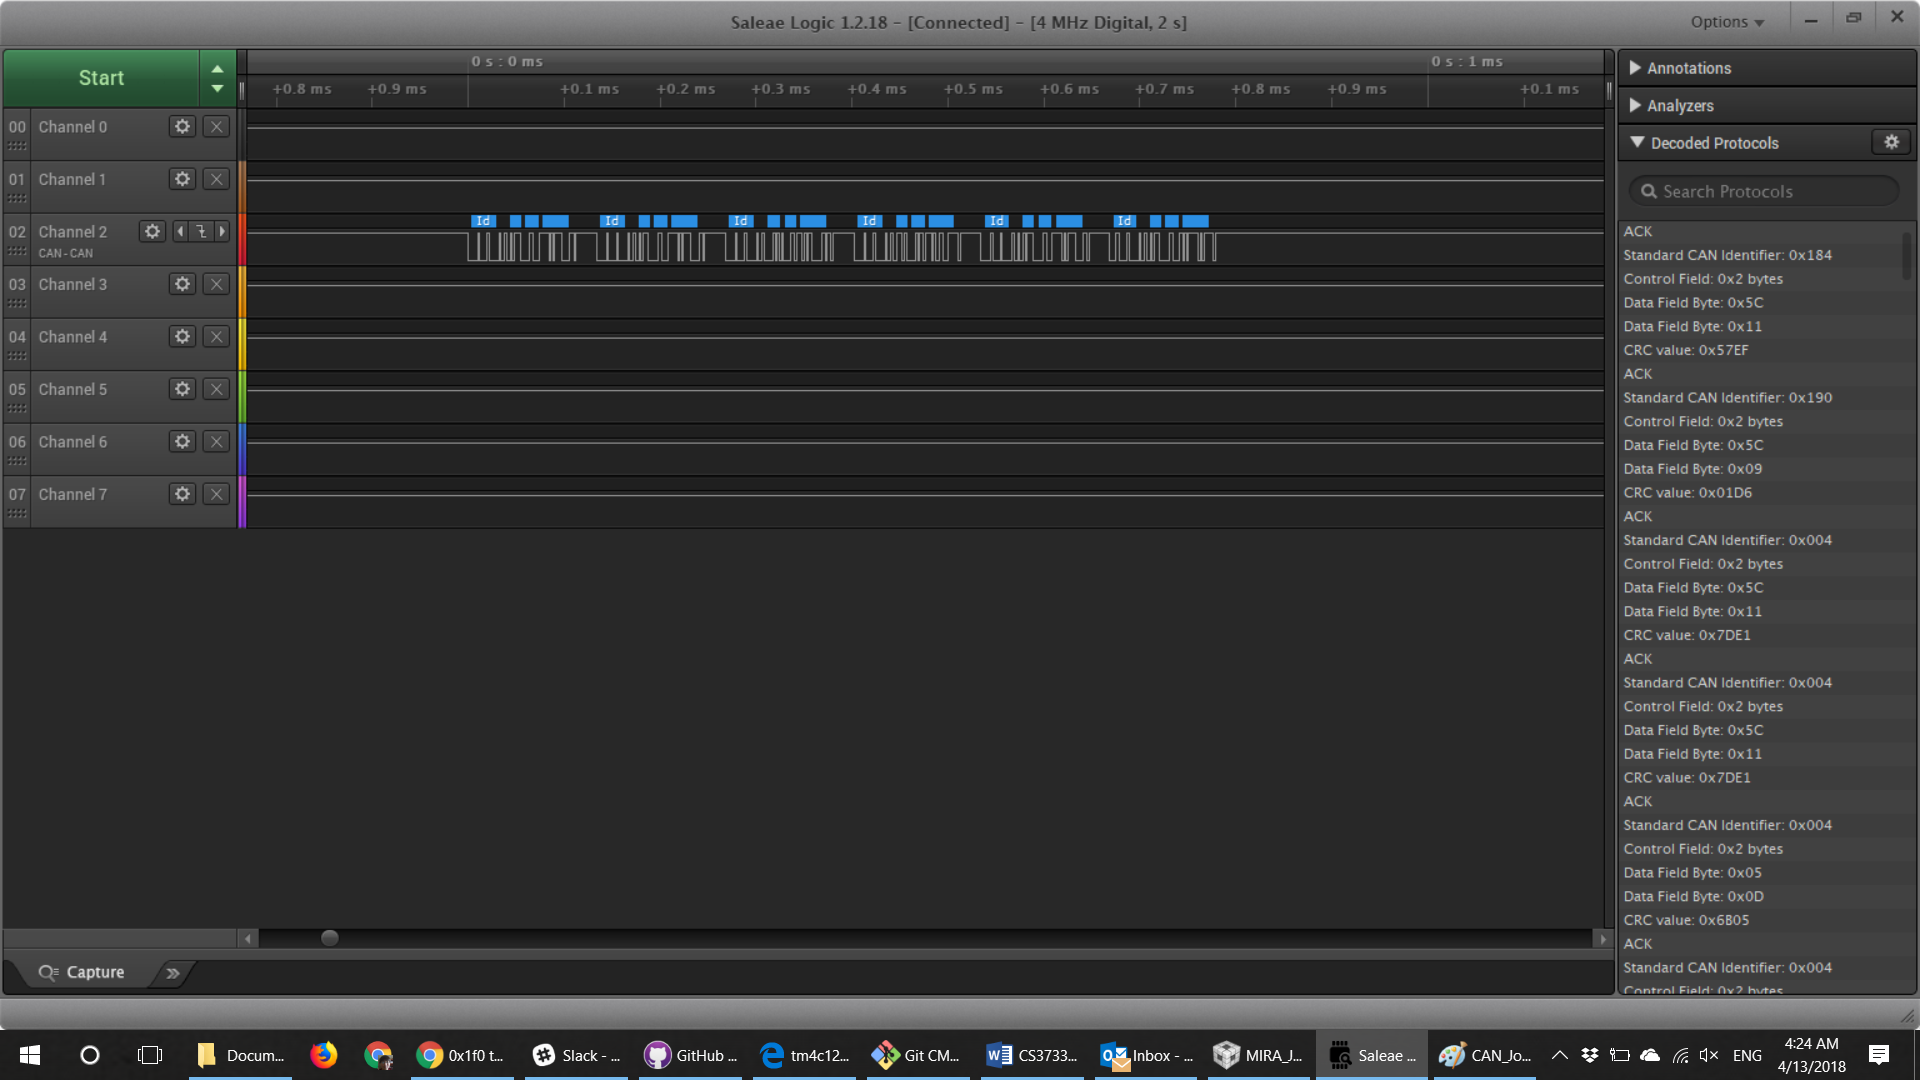 Saleae Logic 1.2.18 - [Connected] - [4 MHz Digital, 2 s]
Options
Start
0 s : 0 ms
0 s : 1 ms
+0.8 ms
+0.9 ms
+0.1 ms
+0.2 ms
+0.3 ms
+0.4 ms
+0.5 ms
+0.6 ms
+0.7 ms
+0.8 ms
+0.9 ms
+0.1 ms
00 Channel 0
01 Channel 1
02 Channel 2
CAN - CAN
Id Id Id Id Id Id
03 Channel 3
04 Channel 4
05 Channel 5
06 Channel 6
07 Channel 7
Capture
Annotations
Analyzers
Decoded Protocols
Search Protocols
ACK
Standard CAN Identifier: 0x184
Control Field: 0x2 bytes
Data Field Byte: 0x5C
Data Field Byte: 0x11
CRC value: 0x57EF
ACK
Standard CAN Identifier: 0x190
Control Field: 0x2 bytes
Data Field Byte: 0x5C
Data Field Byte: 0x09
CRC value: 0x01D6
ACK
Standard CAN Identifier: 0x004
Control Field: 0x2 bytes
Data Field Byte: 0x5C
Data Field Byte: 0x11
CRC value: 0x7DE1
ACK
Standard CAN Identifier: 0x004
Control Field: 0x2 bytes
Data Field Byte: 0x5C
Data Field Byte: 0x11
CRC value: 0x7DE1
ACK
Standard CAN Identifier: 0x004
Control Field: 0x2 bytes
Data Field Byte: 0x05
Data Field Byte: 0x0D
CRC value: 0x6B05
ACK
Standard CAN Identifier: 0x004
Control Field: 0x2 bytes
Docum...
0x1f0 t...
Slack - ...
GitHub ...
tm4c12...
Git CM...
CS3733...
Inbox - ...
MIRA_J...
Saleae ...
CAN_Jo...
ENG
4:24 AM
4/13/2018